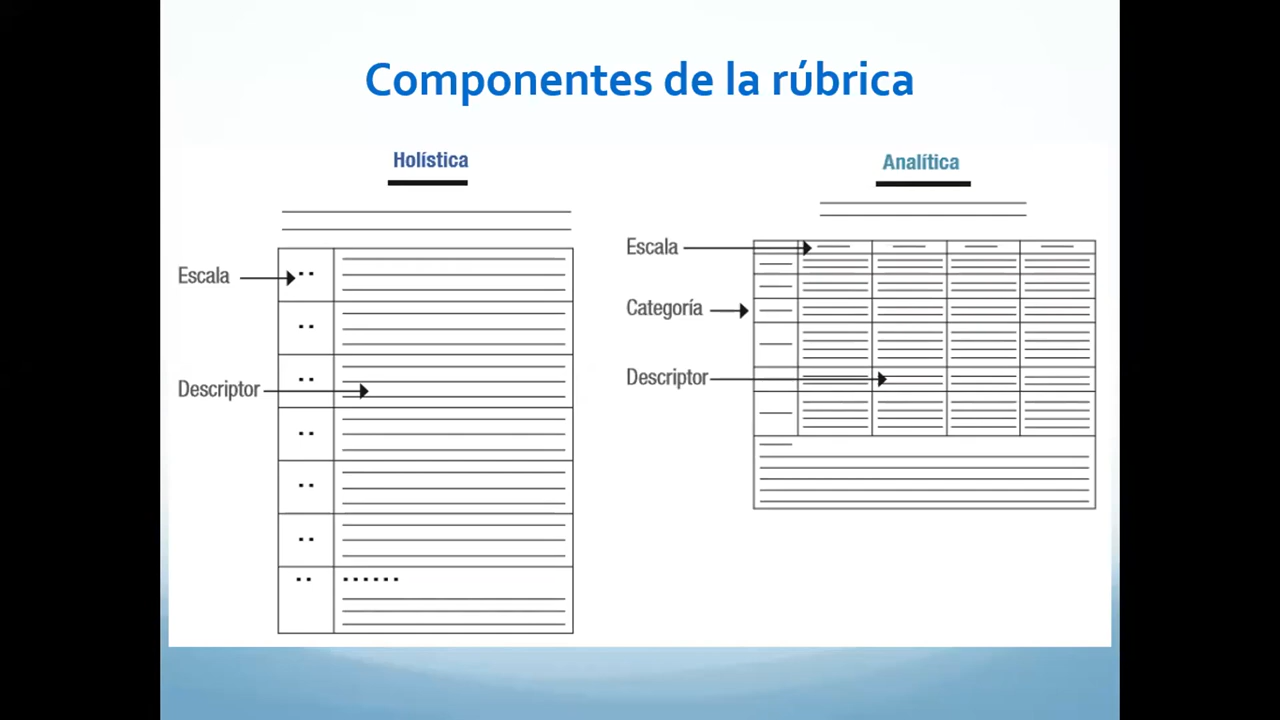 Componentes de la rúbrica
Holística
Escala
Descriptor
Analítica
Escala
Categoría
Descriptor